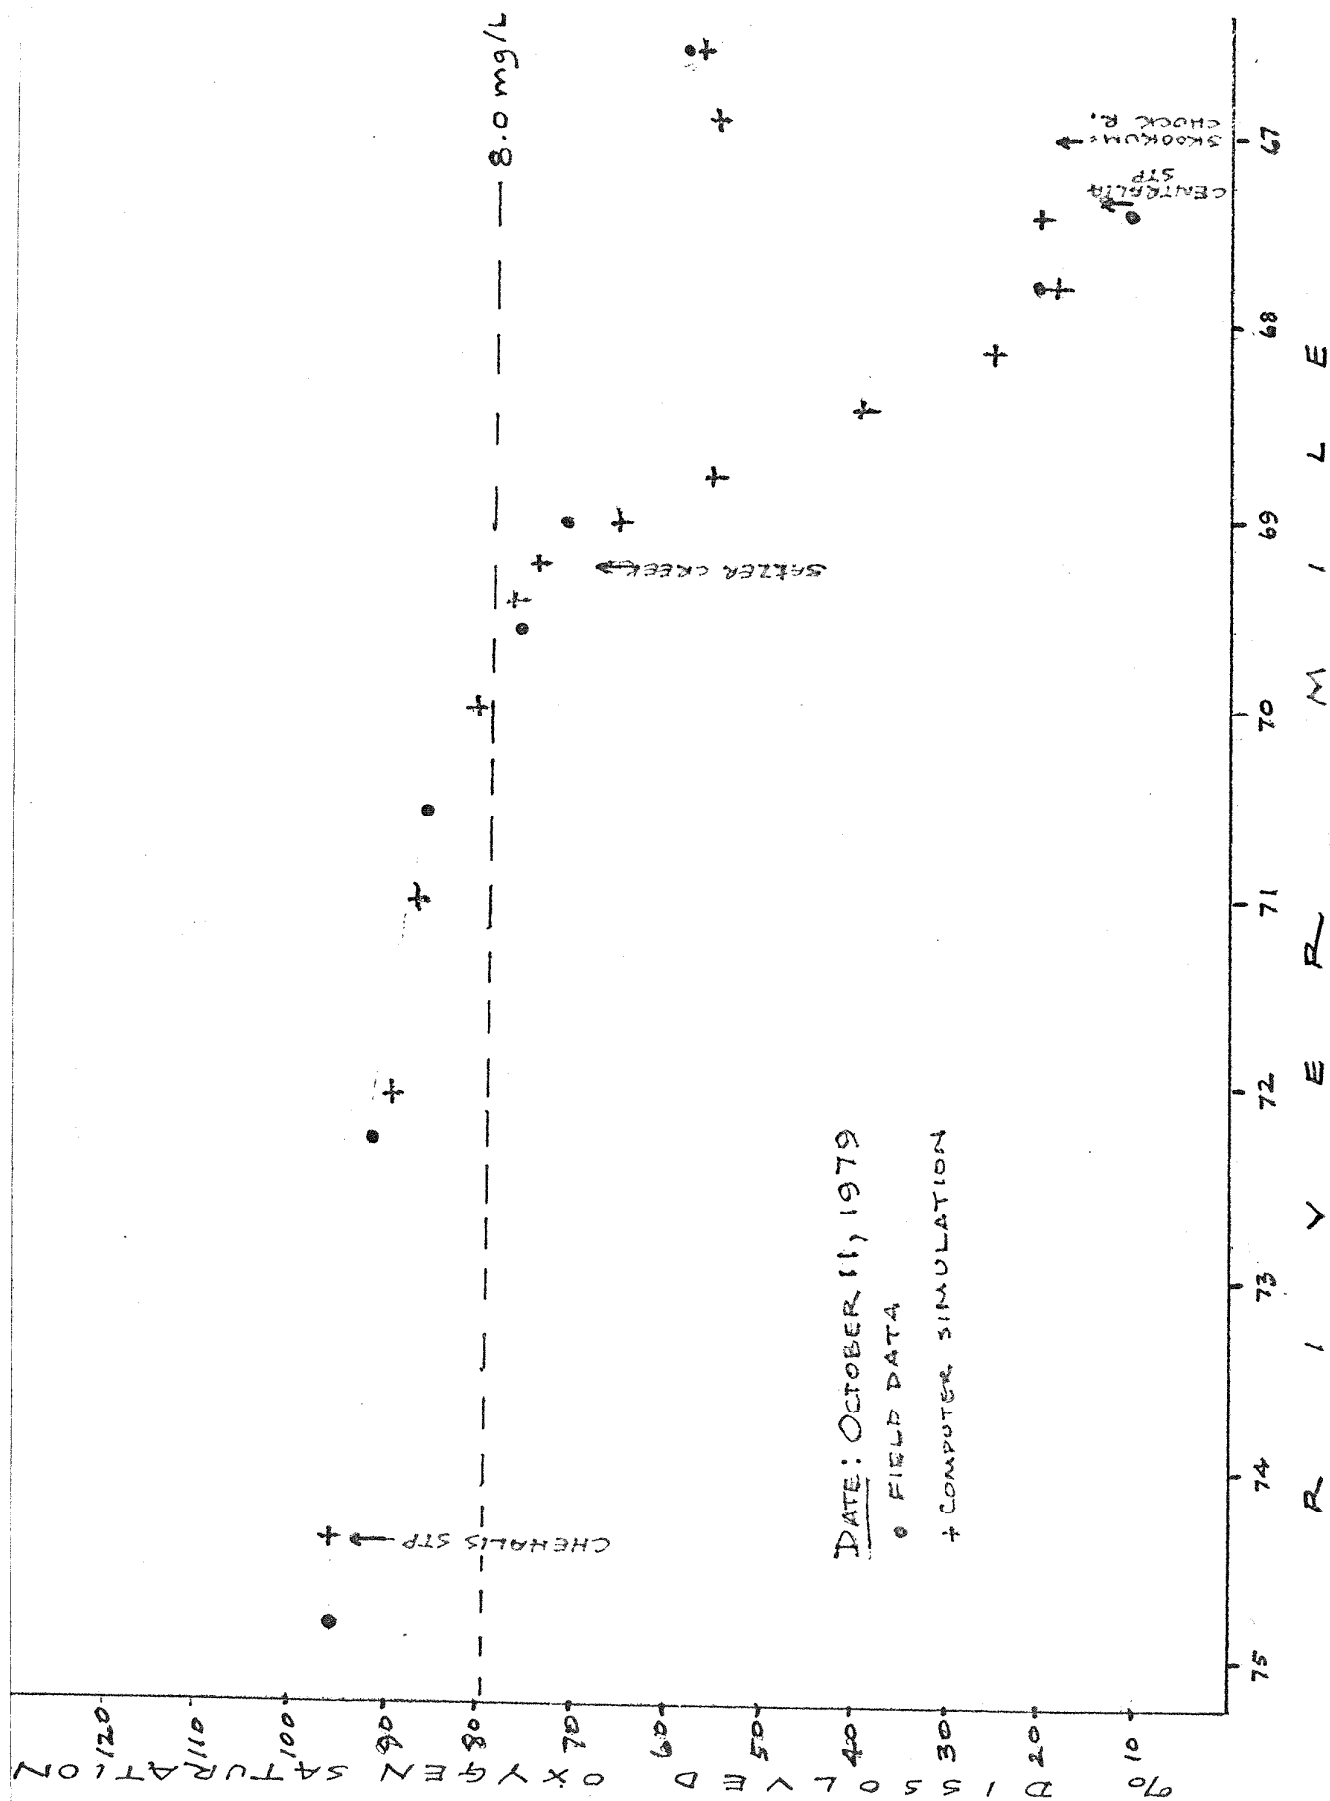 % DISSOLVED OXYGEN SATURATION
120
110
100
90
80
70
60
50
40
30
20
10
8.0 mg/L
CHEHALIS STP
SALZER CREEK
CENTRALIA
STP
SKOOKUM-
CHUCK R.
DATE: OCTOBER 11, 1979
• FIELD DATA
+ COMPUTER SIMULATION
75
74
73
72
71
70
69
68
67
RIVER MILE